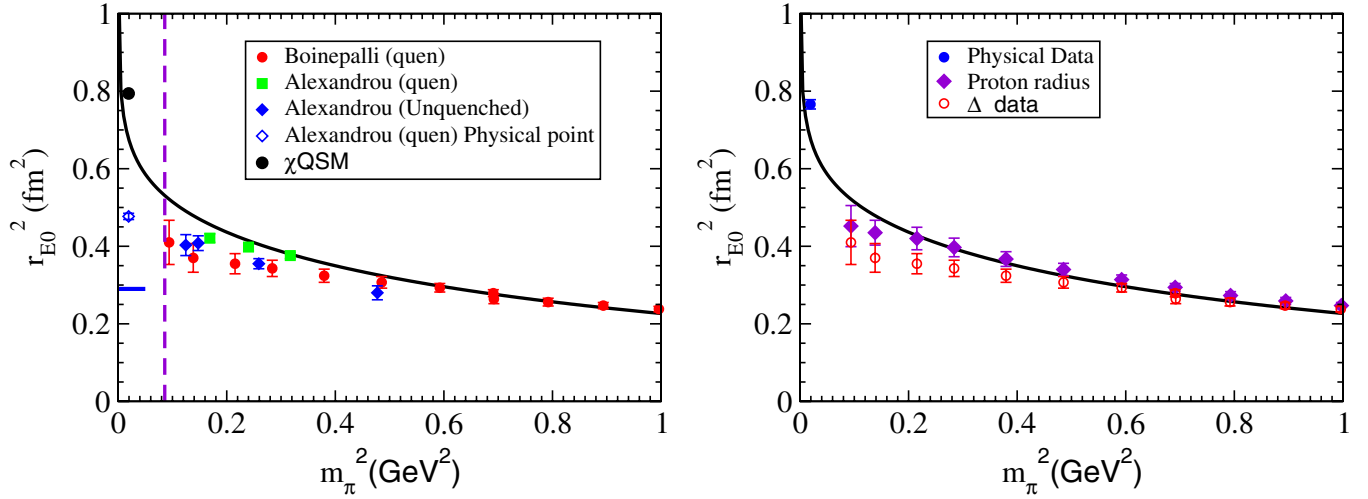 r_E0^2 (fm^2)
1
0.8
0.6
0.4
0.2
0
Boinepalli (quen)
Alexandrou (quen)
Alexandrou (Unquenched)
Alexandrou (quen) Physical point
χQSM
0 0.2 0.4 0.6 0.8 1
m_π^2(GeV^2)
r_E0^2 (fm^2)
1
0.8
0.6
0.4
0.2
0
Physical Data
Proton radius
Δ data
0 0.2 0.4 0.6 0.8 1
m_π^2(GeV^2)